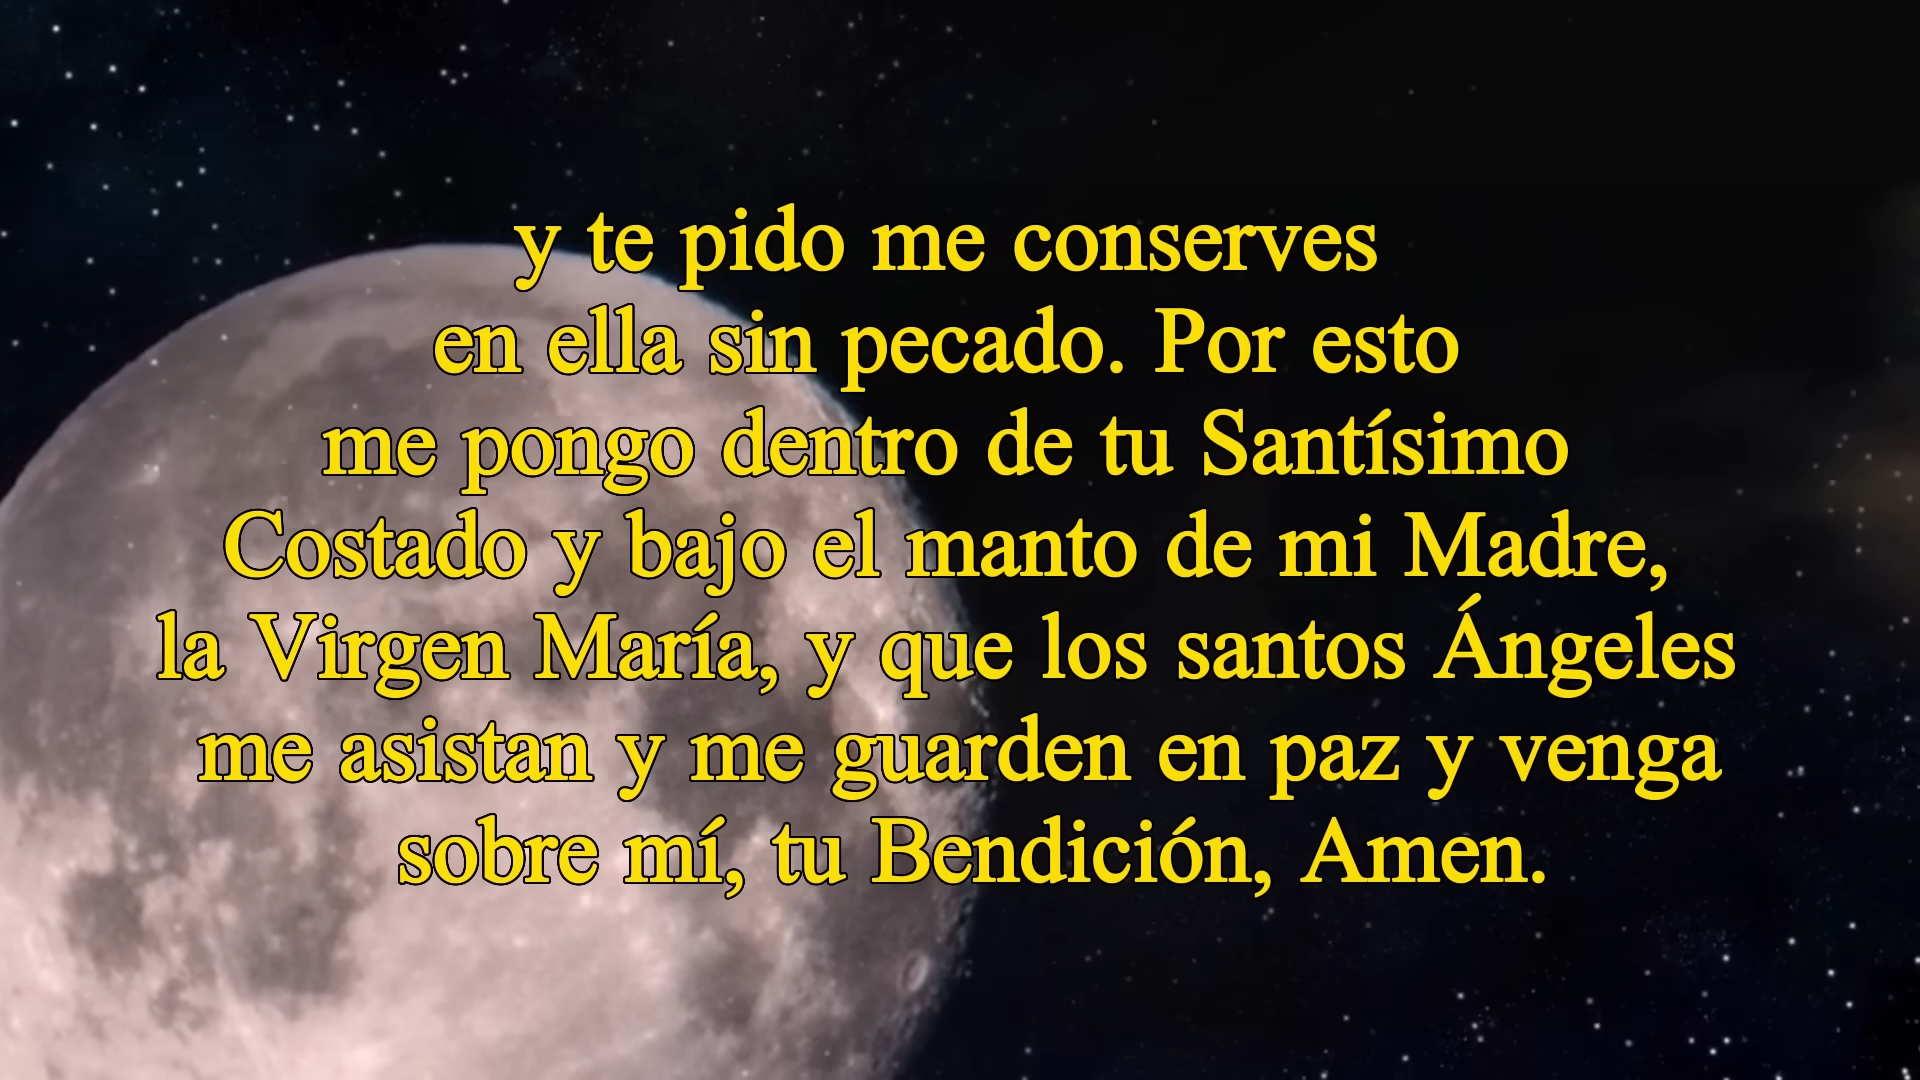 y te pido me conserves
en ella sin pecado. Por esto
me pongo dentro de tu Santísimo
Costado y bajo el manto de mi Madre,
la Virgen María, y que los santos Ángeles
me asistan y me guarden en paz y venga
sobre mí, tu Bendición, Amen.